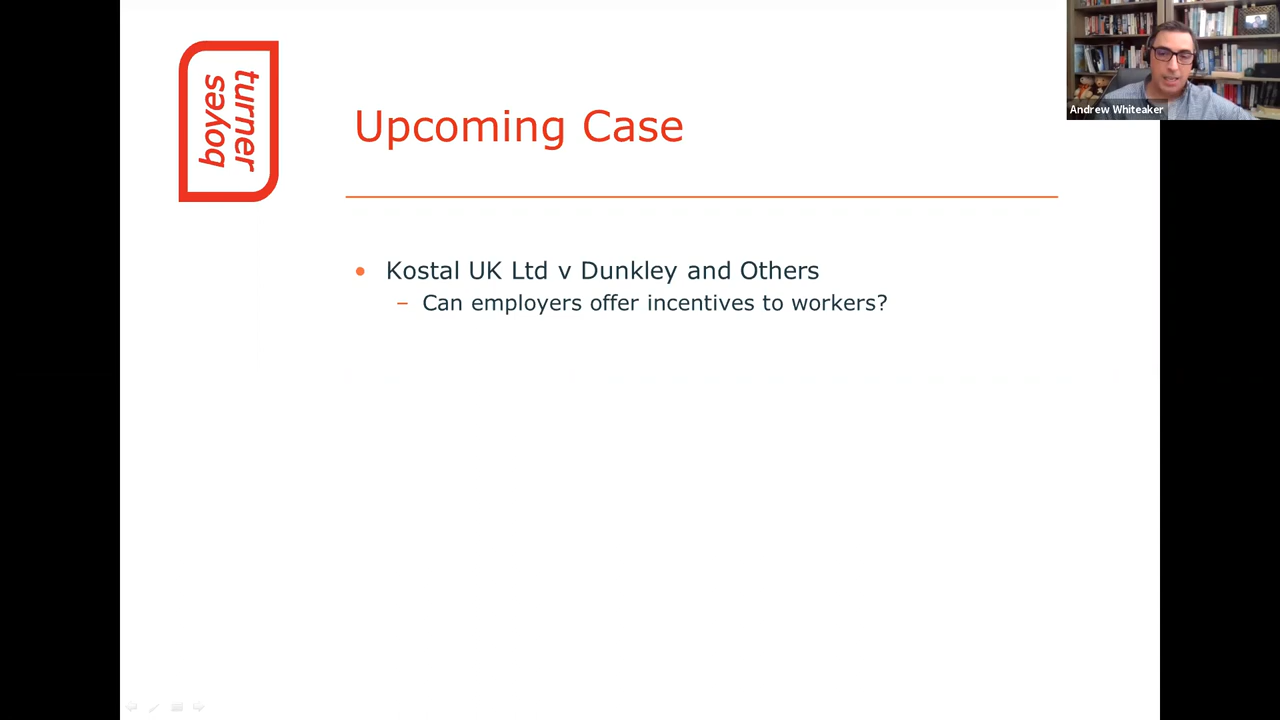 turner
boyes
Upcoming Case
Andrew Whiteaker
• Kostal UK Ltd v Dunkley and Others
– Can employers offer incentives to workers?